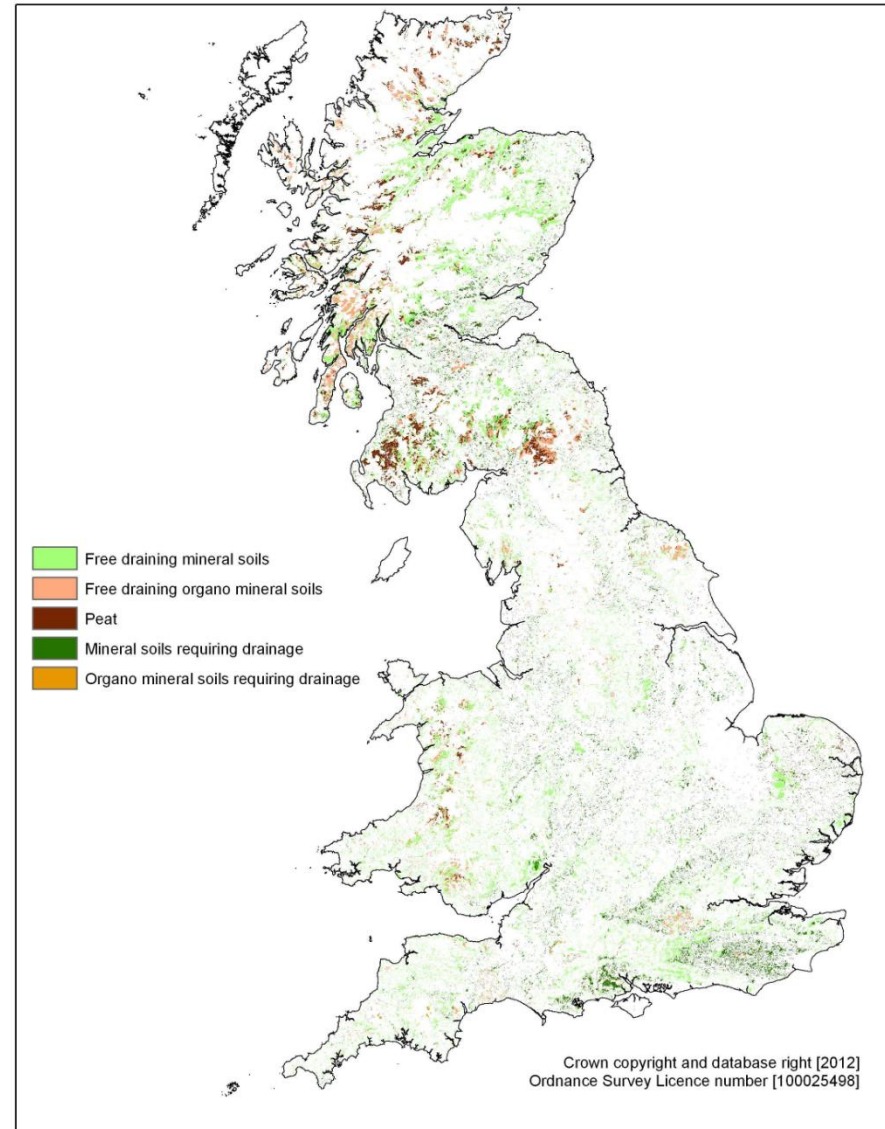 Free draining mineral soils
Free draining organo mineral soils
Peat
Mineral soils requiring drainage
Organo mineral soils requiring drainage
Crown copyright and database right [2012]
Ordnance Survey Licence number [100025498]